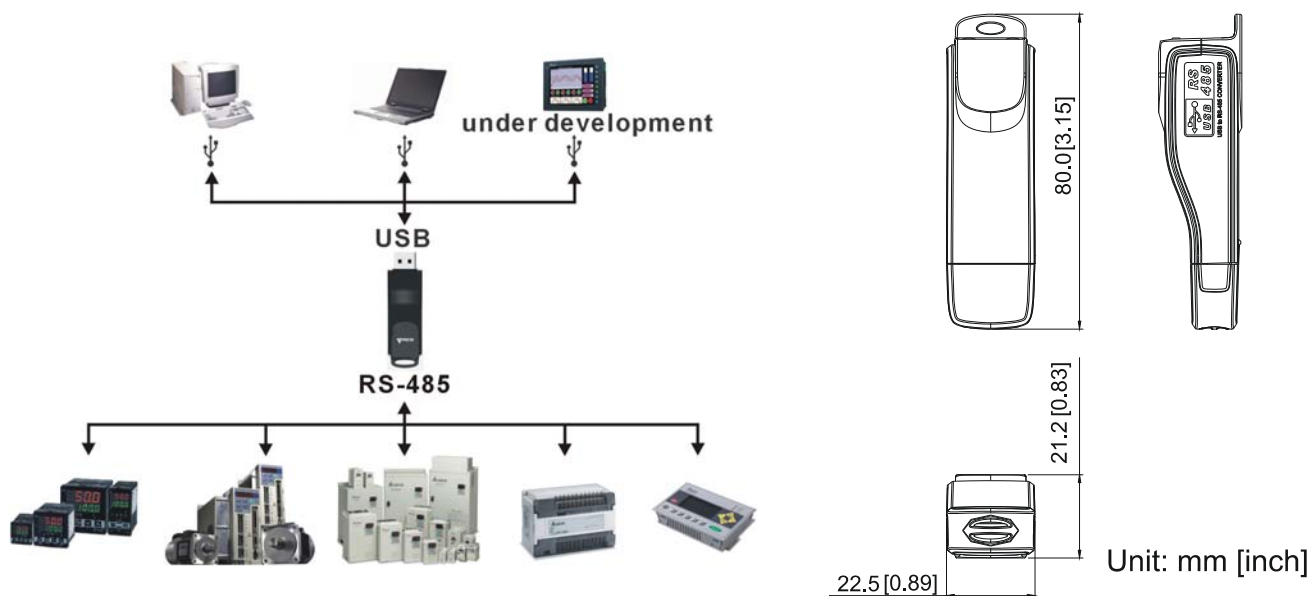 under development
USB
RS-485
80.0[3.15]
RS
USB 485
USB to RS-485 CONVERTER
21.2 [0.83]
22.5 [0.89]
Unit: mm [inch]